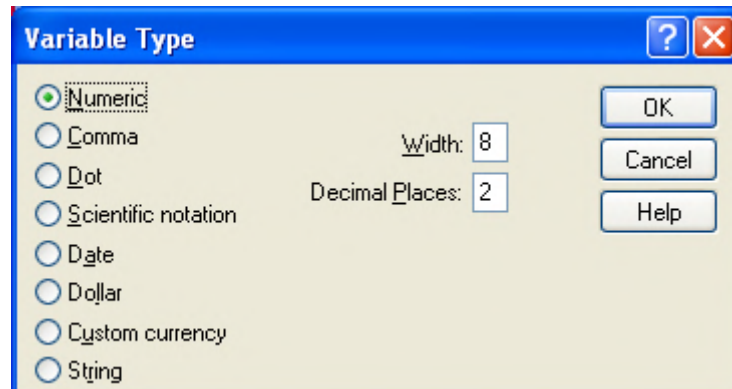 Variable Type
Numeric
Comma
Dot
Scientific notation
Date
Dollar
Custom currency
String
Width: 8
Decimal Places: 2
OK
Cancel
Help